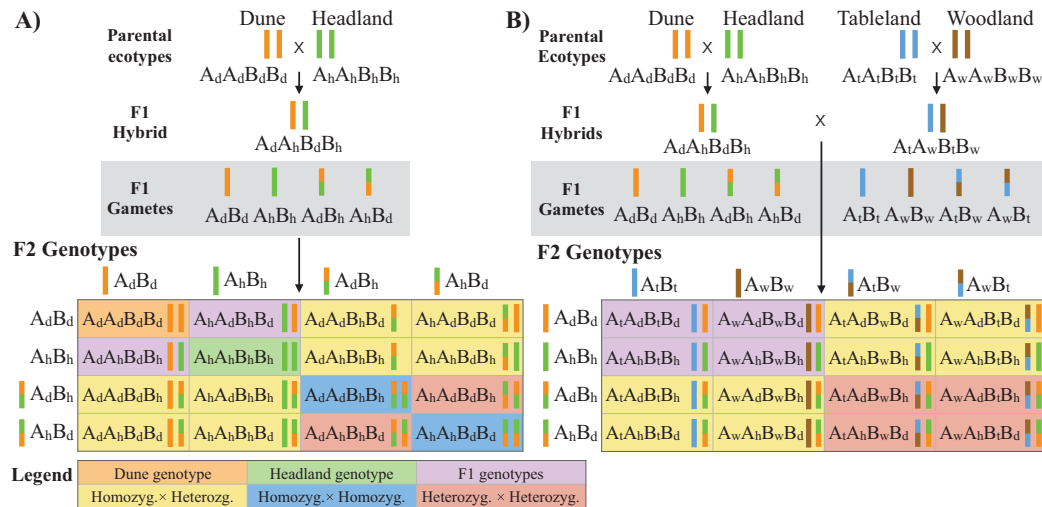 A)
Dune Headland
Parental
ecotypes
X
AdAdBdBd AhAhBhBh
F1
Hybrid
AdAhBdBh
F1
Gametes
AdBd AhBh AdBh AhBd
F2 Genotypes
AdBd AhBh AdBh AhBd
AdBd AdAdBdBd AhAdBhBd AdAdBhBd AhAdBdBd
AhBh AdAhBdBh AhAhBhBh AdAhBhBh AhAhBdBh
AdBh AdAdBdBh AhAdBhBh AdAdBhBh AhAdBdBh
AhBd AdAhBdBd AhAhBhBd AdAhBhBd AhAhBdBd
Legend
Dune genotype Headland genotype F1 genotypes
Homozyg.× Heterozg. Homozyg.× Homozyg. Heterozyg. × Heterozyg.
B)
Dune Headland Tableland Woodland
Parental
Ecotypes
X X
AdAdBdBd AhAhBhBh AtAtBtBt AwAwBwBw
F1
Hybrids
X
AdAhBdBh AtAwBtBw
F1
Gametes
AdBd AhBh AdBh AhBd AtBt AwBw AtBw AwBt
F2 Genotypes
AtBt AwBw AtBw AwBt
AdBd AtAdBtBd AwAdBwBd AtAdBwBd AwAdBtBd
AhBh AtAhBtBh AwAhBwBh AtAhBwBh AwAhBtBh
AdBh AtAdBtBh AwAdBwBh AtAdBwBh AwAdBtBh
AhBd AtAhBtBd AwAhBwBd AtAhBwBd AwAhBtBd